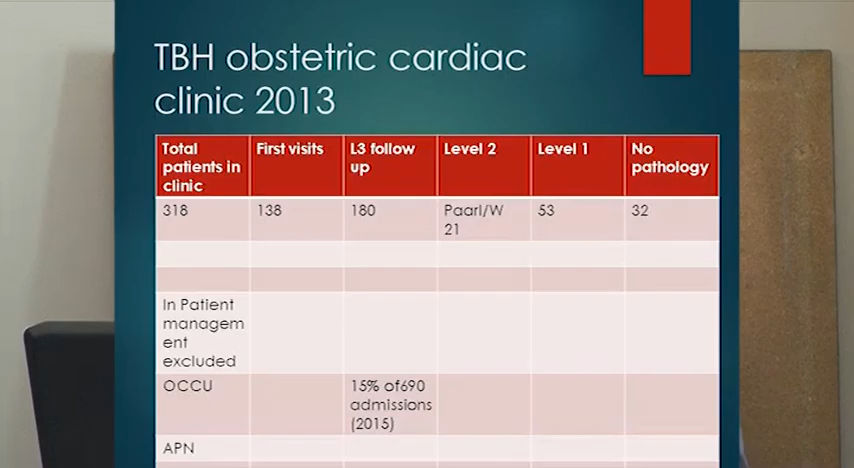 TBH obstetric cardiac
clinic 2013
Total patients in clinic First visits L3 follow up Level 2 Level 1 No pathology
318 138 180 Paarl/W 21 53 32
In Patient managem ent excluded
OCCU 15% of690 admissions (2015)
APN